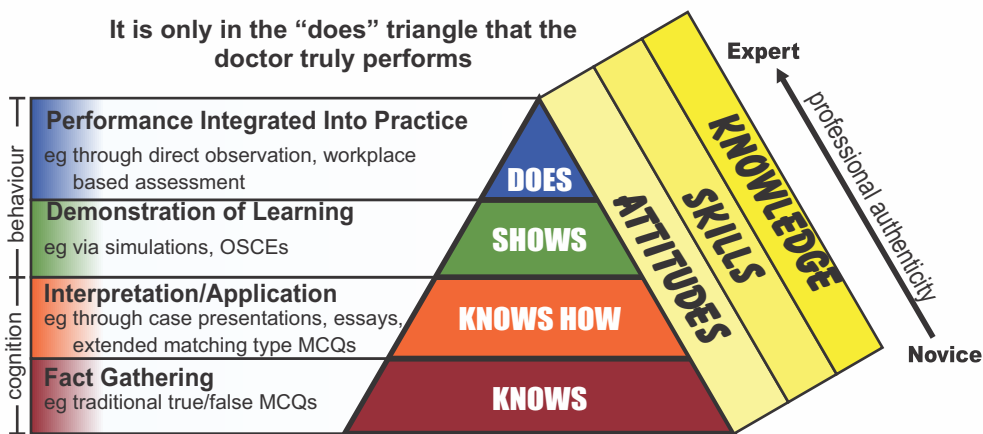 It is only in the “does” triangle that the
doctor truly performs
Expert
professional authenticity
Novice
behaviour
cognition
Performance Integrated Into Practice
eg through direct observation, workplace
based assessment
DOES
Demonstration of Learning
eg via simulations, OSCEs
SHOWS
Interpretation/Application
eg through case presentations, essays,
extended matching type MCQs
KNOWS HOW
Fact Gathering
eg traditional true/false MCQs
KNOWS
ATTITUDES
SKILLS
KNOWLEDGE